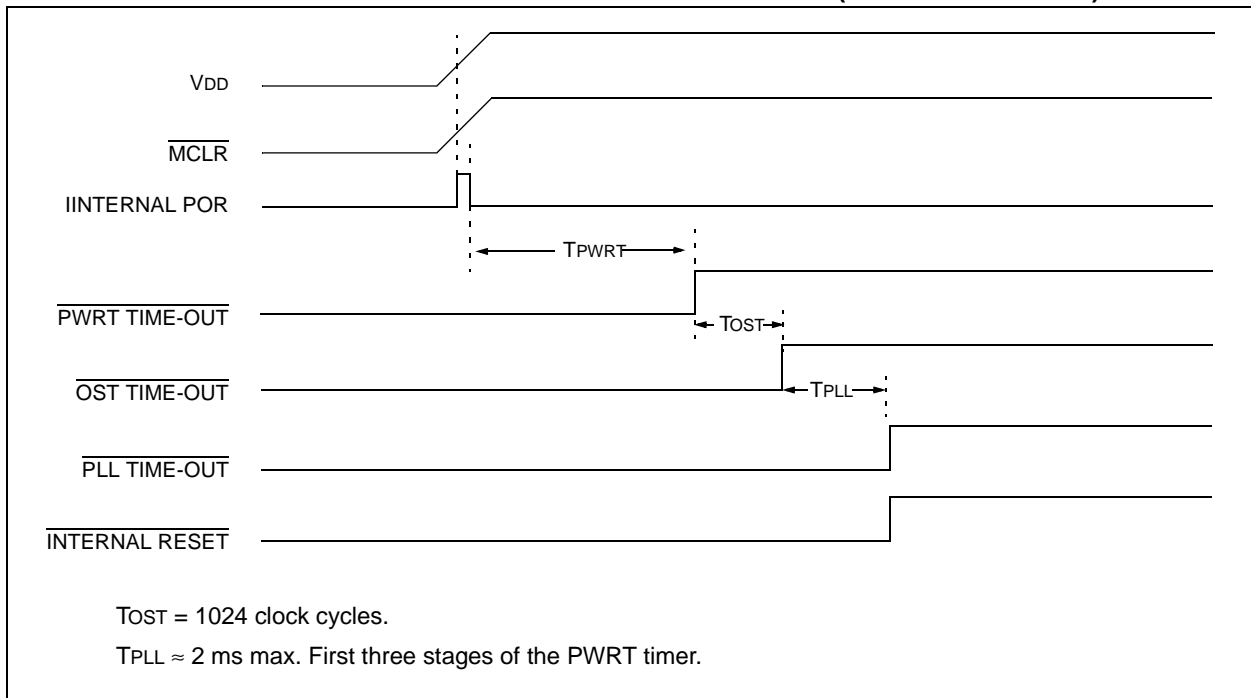 VDD
MCLR
IINTERNAL POR
TPWRT
PWRT TIME-OUT
TOST
OST TIME-OUT
TPLL
PLL TIME-OUT
INTERNAL RESET
TOST = 1024 clock cycles.
TPLL ≈ 2 ms max. First three stages of the PWRT timer.